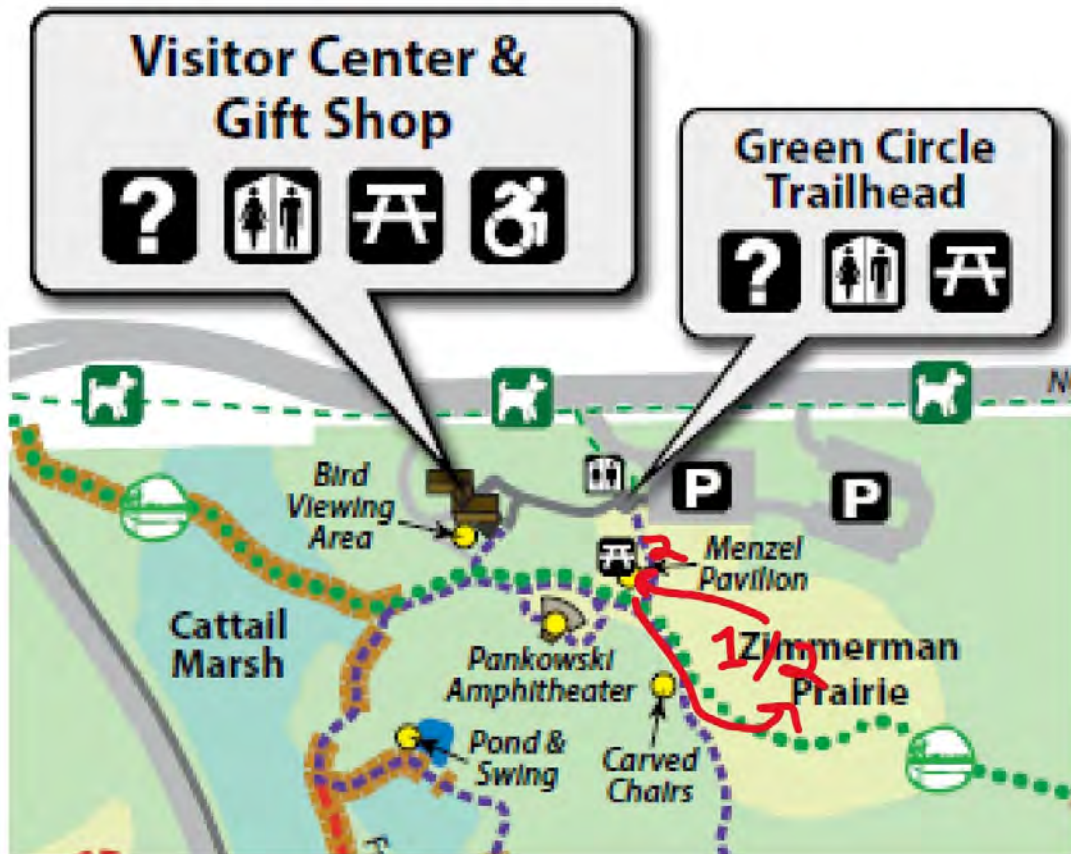 Visitor Center &
Gift Shop
?
Green Circle
Trailhead
?
Bird
Viewing
Area
P
P
2
Menzel
Pavilion
Cattail
Marsh
Pankowski
Amphitheater
1/2
Zimmerman
Prairie
Pond &
Swing
Carved
Chairs